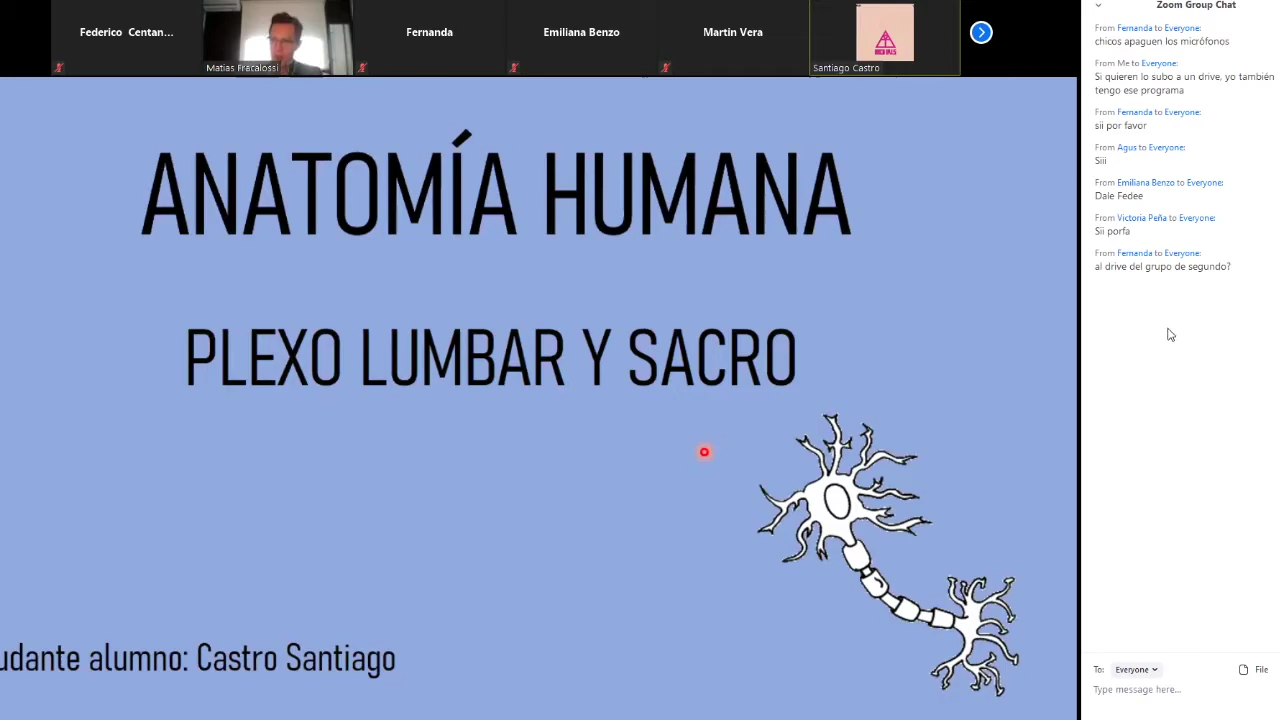 Federico Centan...
Matias Fracalossi
Fernanda
Emiliana Benzo
Martín Vera
Santiago Castro
ANATOMÍA HUMANA
PLEXO LUMBAR Y SACRO
udante alumno: Castro Santiago
Zoom Group Chat
From Fernanda to Everyone:
chicos apaguen los micrófonos
From Me to Everyone:
Si quieren lo subo a un drive, yo también
tengo ese programa
From Fernanda to Everyone:
sii por favor
From Agus to Everyone:
Siii
From Emiliana Benzo to Everyone:
Dale Fedee
From Victoria Peña to Everyone:
Sii porfa
From Fernanda to Everyone:
al drive del grupo de segundo?
To: Everyone File
Type message here...